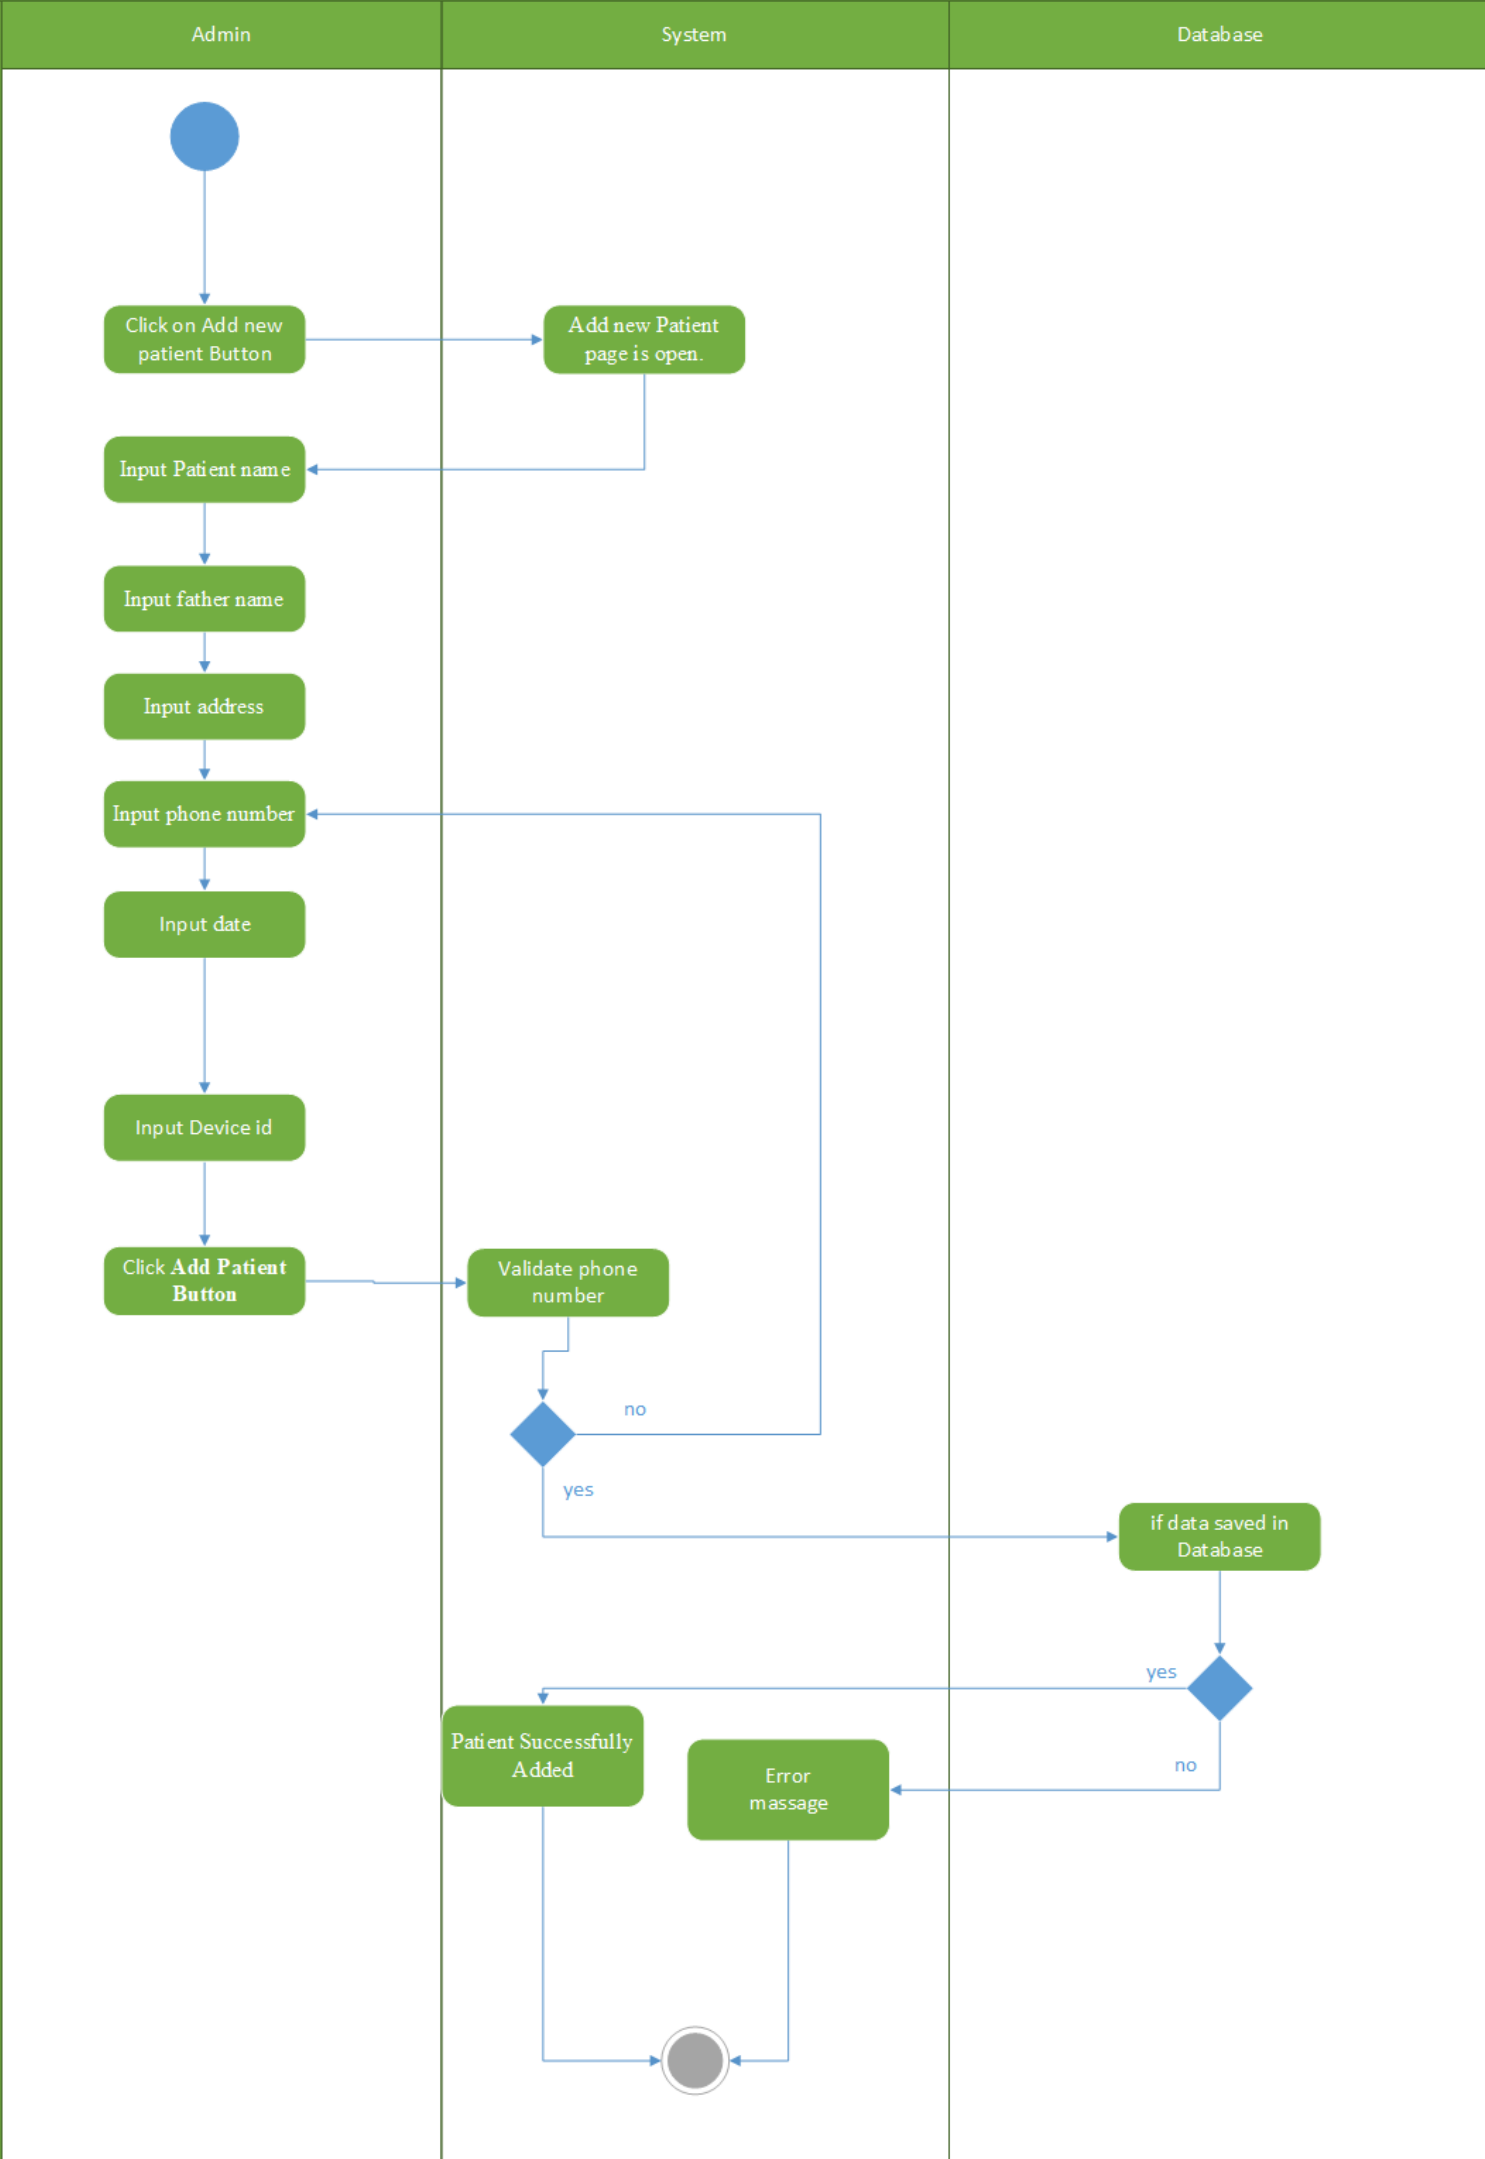 Admin
System
Database
Click on Add new
patient Button
Add new Patient
page is open.
Input Patient name
Input father name
Input address
Input phone number
Input date
Input Device id
Click Add Patient
Button
Validate phone
number
no
yes
if data saved in
Database
yes
Patient Successfully
Added
no
Error
massage